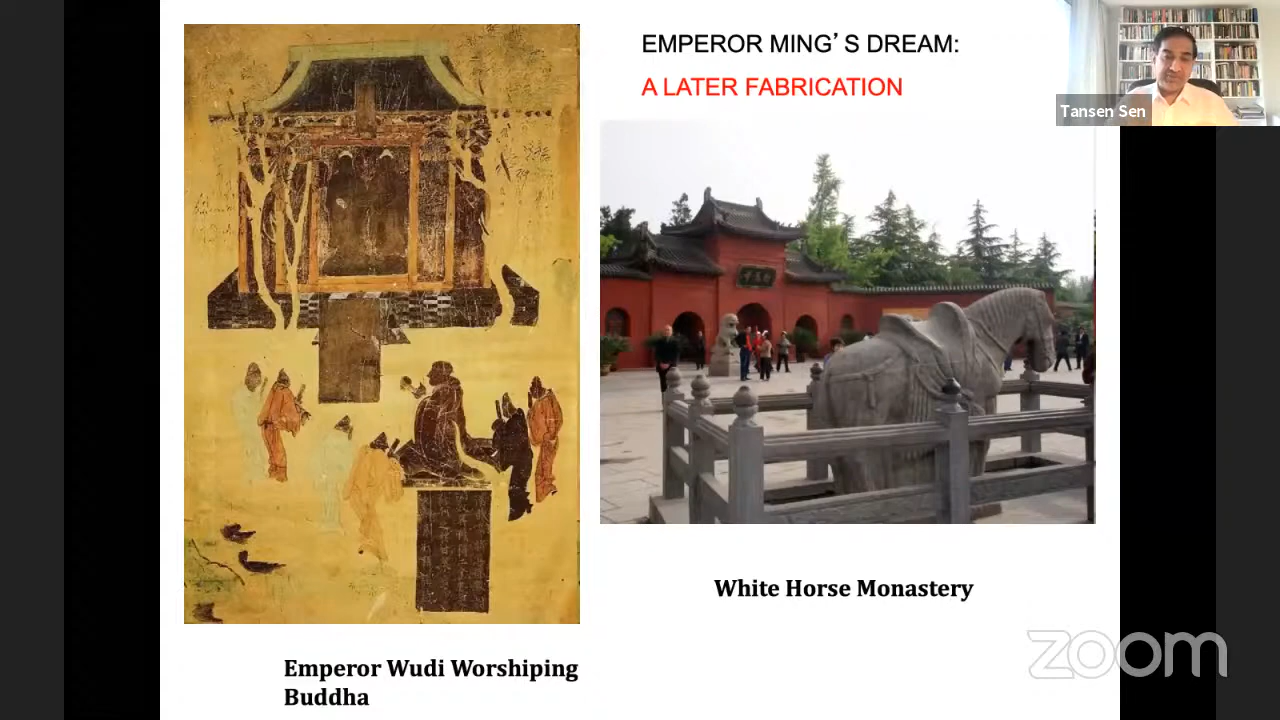 EMPEROR MING'S DREAM:
A LATER FABRICATION
Tansen Sen
White Horse Monastery
Emperor Wudi Worshiping
Buddha
zoom